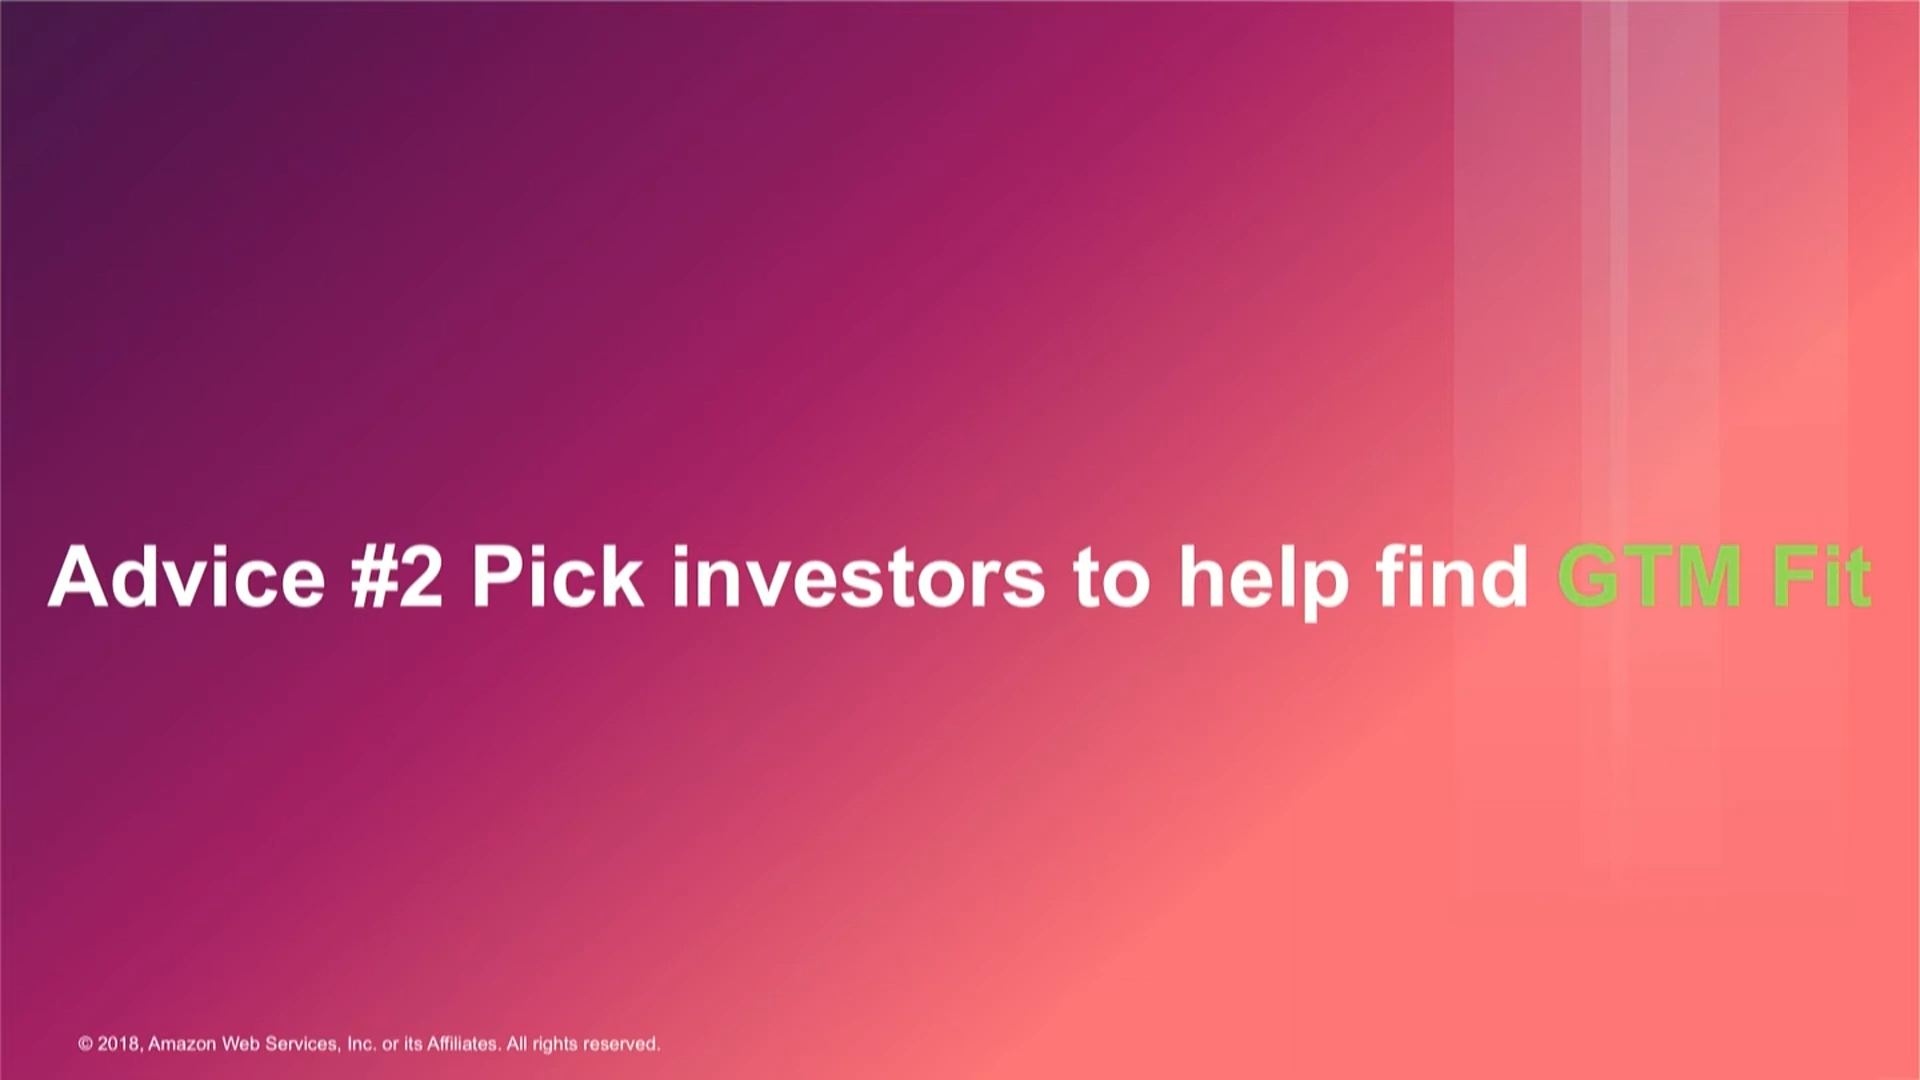 Advice #2 Pick investors to help find GTM Fit
© 2018, Amazon Web Services, Inc. or its Affiliates. All rights reserved.